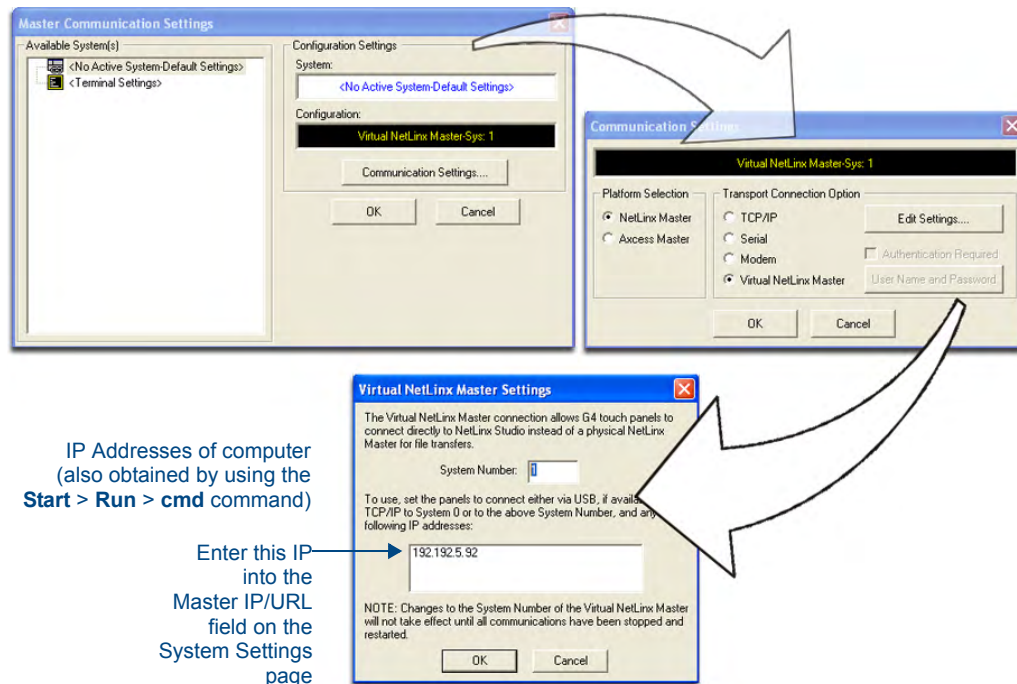 Master Communication Settings
Available System(s)
<No Active System-Default Settings>
<Terminal Settings>
Configuration Settings
System:
<No Active System-Default Settings>
Configuration:
Virtual NetLinx Master-Sys: 1
Communication Settings....
OK
Cancel
Communication Settings
Virtual NetLinx Master-Sys: 1
Platform Selection
NetLinx Master
Axcess Master
Transport Connection Option
TCP/IP
Serial
Modem
Virtual NetLinx Master
Edit Settings....
Authentication Required
User Name and Password
OK
Cancel
Virtual NetLinx Master Settings
The Virtual NetLinx Master connection allows G4 touch panels to
connect directly to NetLinx Studio instead of a physical NetLinx
Master for file transfers.
System Number: 1
To use, set the panels to connect either via USB, if
TCP/IP to System 0 or to the above System Number, and
following IP addresses:
192.192.5.92
NOTE: Changes to the System Number of the Virtual NetLinx Master
will not take effect until all communications have been stopped and
restarted.
OK
Cancel
IP Addresses of computer
(also obtained by using the
Start > Run > cmd command)
Enter this IP
into the
Master IP/URL
field on the
System Settings
page